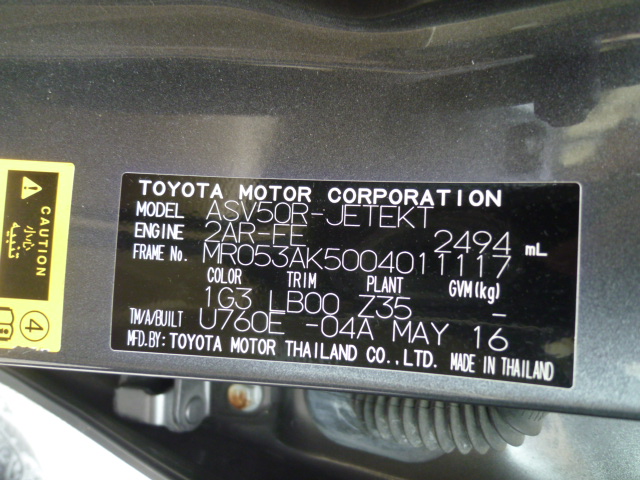 TOYOTA MOTOR CORPORATION
MODEL ASV50R-JETEKT
ENGINE 2AR-FE 2494 mL
FRAME No. MR053AK5004011117
COLOR TRIM PLANT GVM(kg)
1G3 LB00 Z35 –
TM/A/BUILT U760E -04A MAY 16
MFD.BY: TOYOTA MOTOR THAILAND CO., LTD. MADE IN THAILAND
CAUTION
تنبيه
4